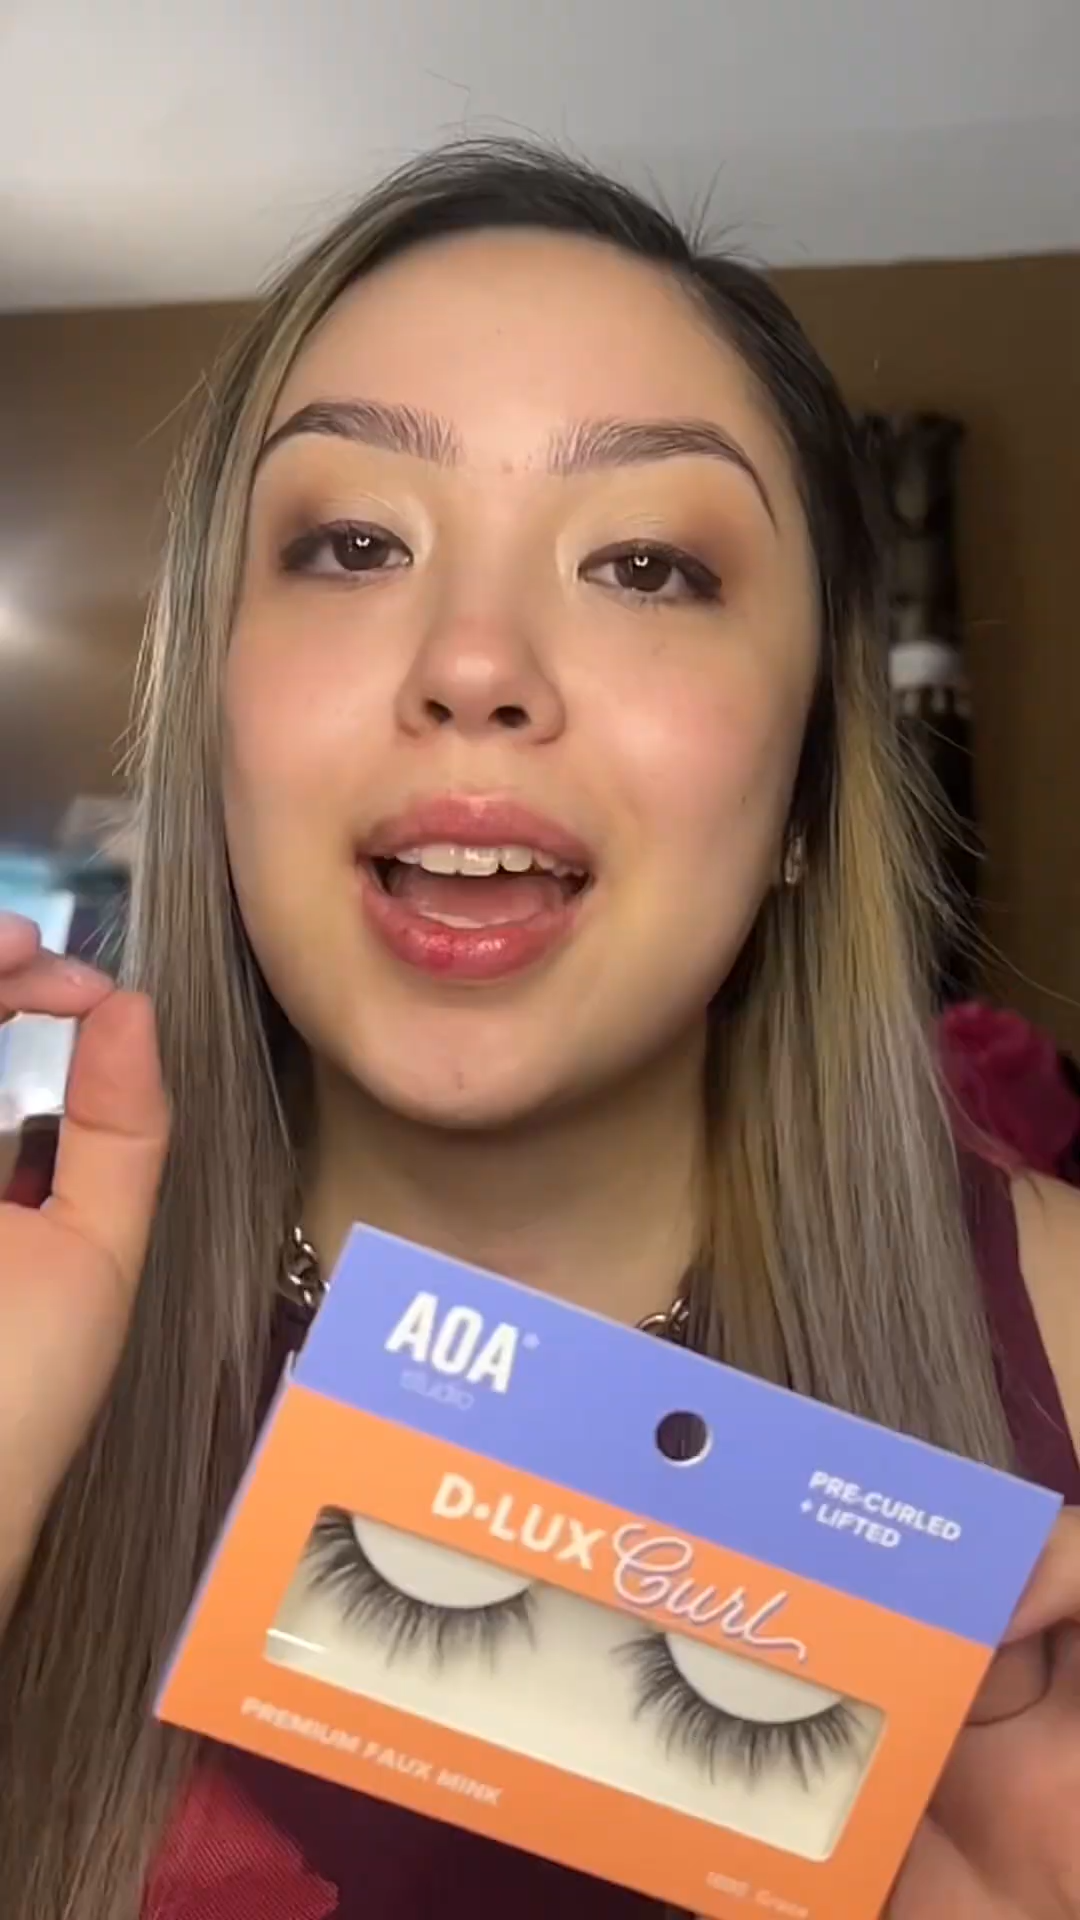 AOA®
studio
PRE-CURLED
+ LIFTED
D•LUX Curl
PREMIUM FAUX MINK